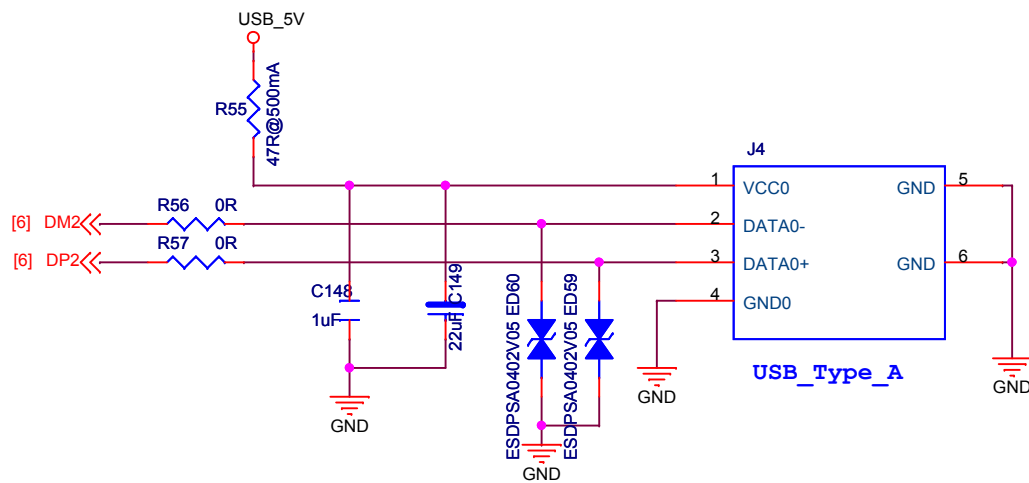 USB_5V
R55
47R@500mA
J4
1
VCC0
GND
5
[6] DM2
R56
0R
2
DATA0-
[6] DP2
R57
0R
3
DATA0+
GND
6
4
GND0
C148
1uF
22uF C149
ESDPSA0402V05 ED60
ESDPSA0402V05 ED59
USB_Type_A
GND
GND
GND
GND